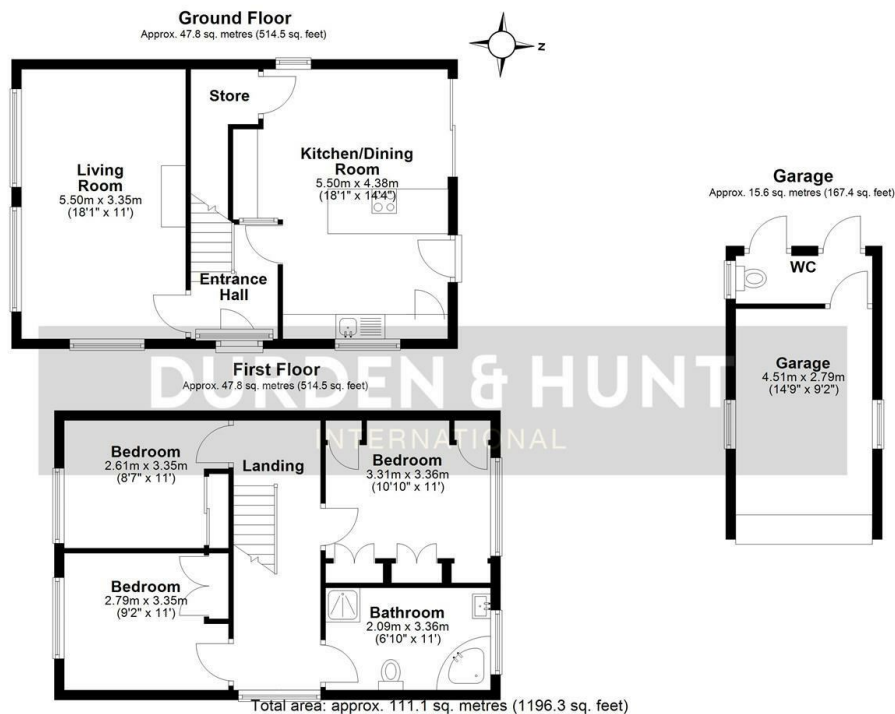 Ground Floor
Approx. 47.8 sq. metres (514.5 sq. feet)
Z
Store
Living
Room
5.50m x 3.35m
(18'1" x 11')
Kitchen/Dining
Room
5.50m x 4.38m
(18'1" x 14'4")
Entrance
Hall
Garage
Approx. 15.6 sq. metres (167.4 sq. feet)
WC
Garage
4.51m x 2.79m
(14'9" x 9'2")
First Floor
Approx. 47.8 sq. metres (514.5 sq. feet)
DURDEN & HUNT
INTERNATIONAL
Bedroom
2.61m x 3.35m
(8'7" x 11')
Landing
Bedroom
3.31m x 3.36m
(10'10" x 11')
Bedroom
2.79m x 3.35m
(9'2" x 11')
Bathroom
2.09m x 3.36m
(6'10" x 11')
Total area: approx. 111.1 sq. metres (1196.3 sq. feet)